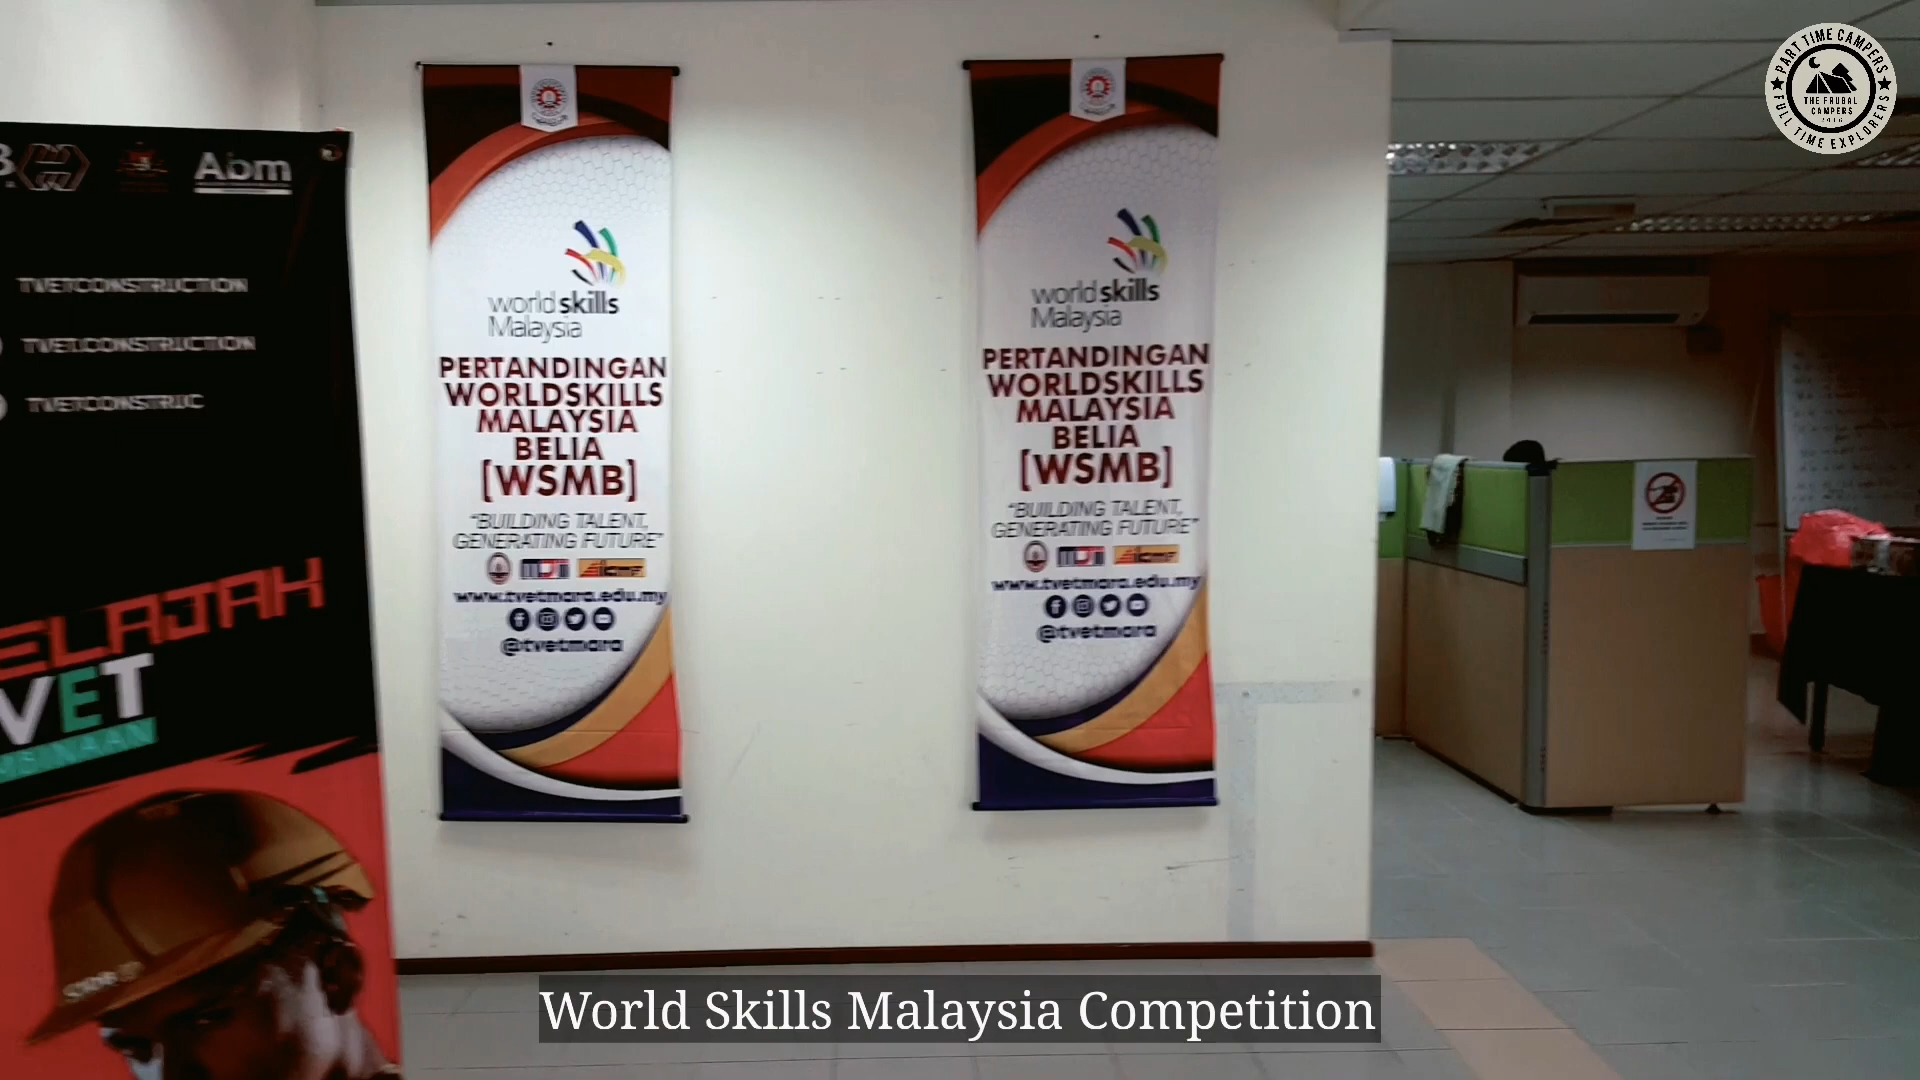 Abm
TVETCONSTRUCTION
TVET.CONSTRUCTION
TVETCONSTRUC
ELAJAH
VET
worldskills
Malaysia
PERTANDINGAN
WORLDSKILLS
MALAYSIA
BELIA
[WSMB]
"BUILDING TALENT,
GENERATING FUTURE"
www.tvetmara.edu.my
@tvetmara
worldskills
Malaysia
PERTANDINGAN
WORLDSKILLS
MALAYSIA
BELIA
[WSMB]
"BUILDING TALENT,
GENERATING FUTURE"
www.tvetmara.edu.my
@tvetmara
PART TIME CAMPERS
THE FRUGAL
CAMPERS
FULL TIME EXPLORERS
World Skills Malaysia Competition